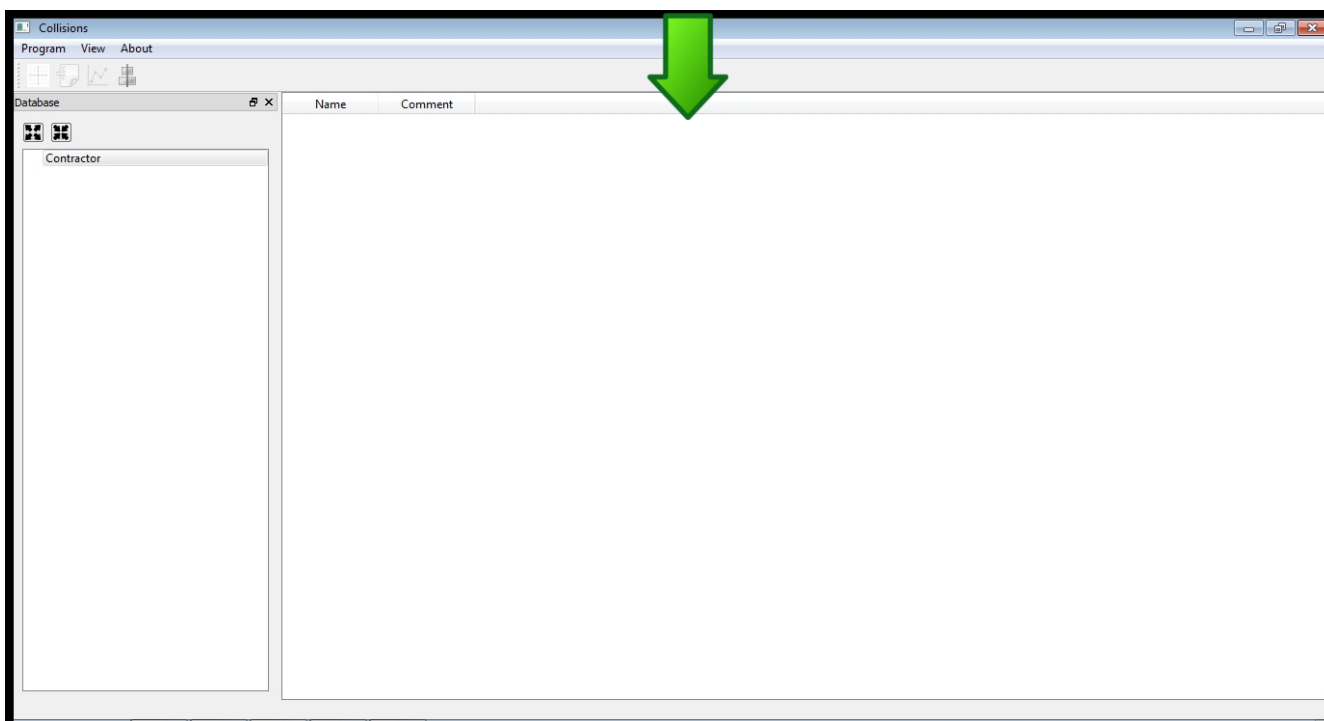 Collisions
Program View About
Database
Name Comment
Contractor